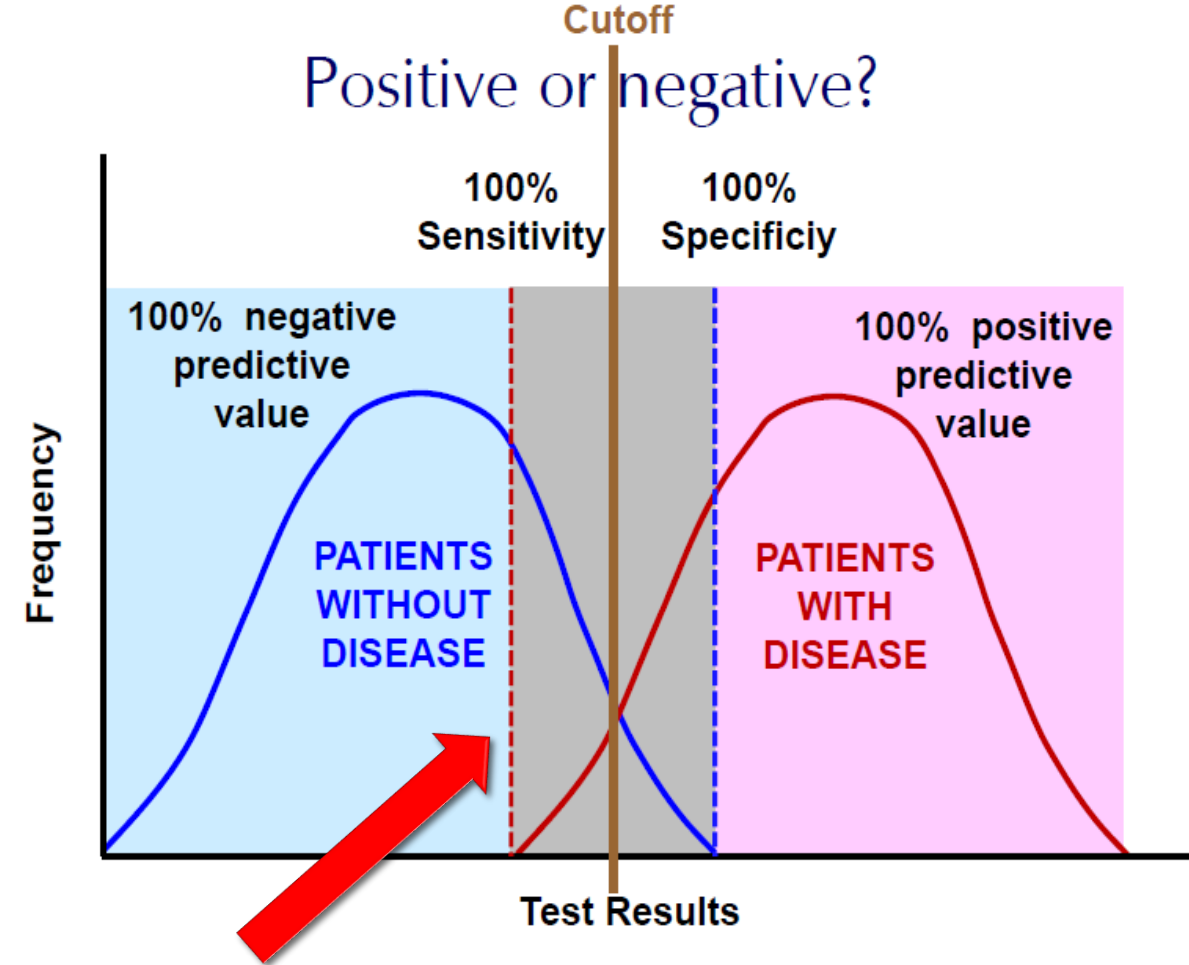 Cutoff
Positive or negative?
100%
Sensitivity
100%
Specificiy
100% negative
predictive
value
100% positive
predictive
value
Frequency
PATIENTS
WITHOUT
DISEASE
PATIENTS
WITH
DISEASE
Test Results